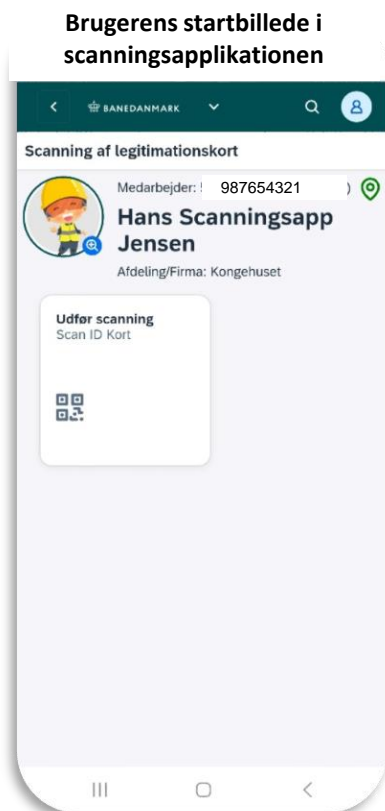 Brugerens startbillede i
scanningsapplikationen
BANEDANMARK
Scanning af legitimationskort
Medarbejder: 987654321 )
Hans Scanningsapp
Jensen
Afdeling/Firma: Kongehuset
Udfør scanning
Scan ID Kort